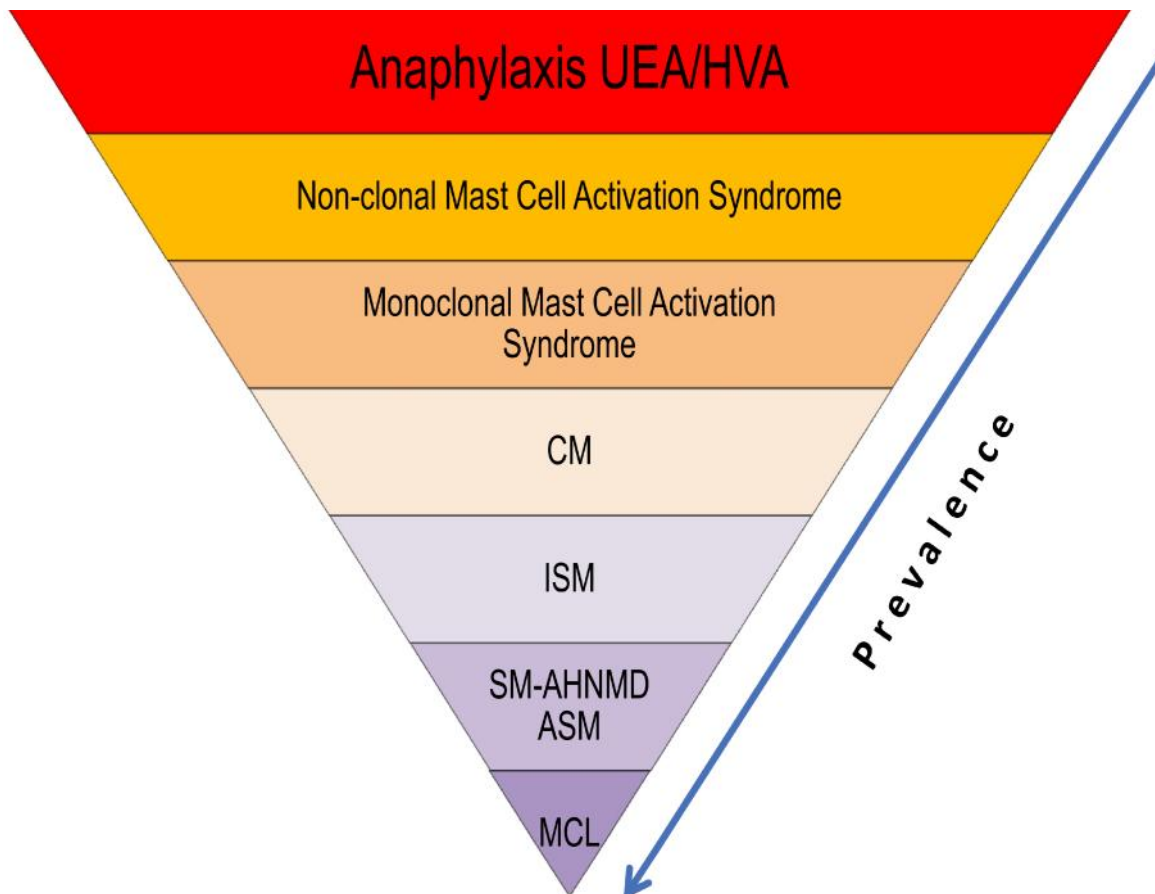 Anaphylaxis UEA/HVA
Non-clonal Mast Cell Activation Syndrome
Monoclonal Mast Cell Activation
Syndrome
CM
ISM
SM-AHNMD
ASM
MCL
Prevalence